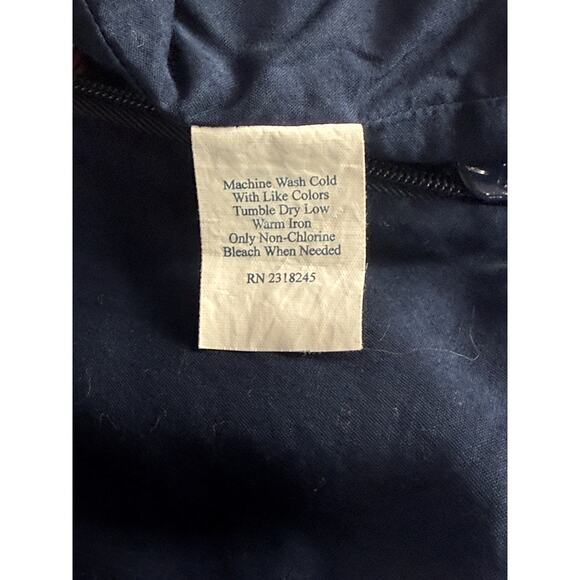 Machine Wash Cold
With Like Colors
Tumble Dry Low
Warm Iron
Only Non-Chlorine
Bleach When Needed
RN 2318245